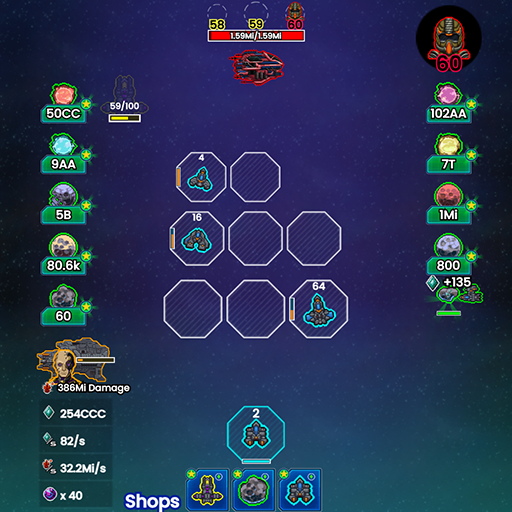 58 59 60
1.59Mi/1.59Mi
60
59/100
50CC
102AA
9AA
7T
4
5B
1Mi
16
80.6k
800
+135
60
64
386Mi Damage
254CCC
82/s
32.2Mi/s
x 40
2
Shops